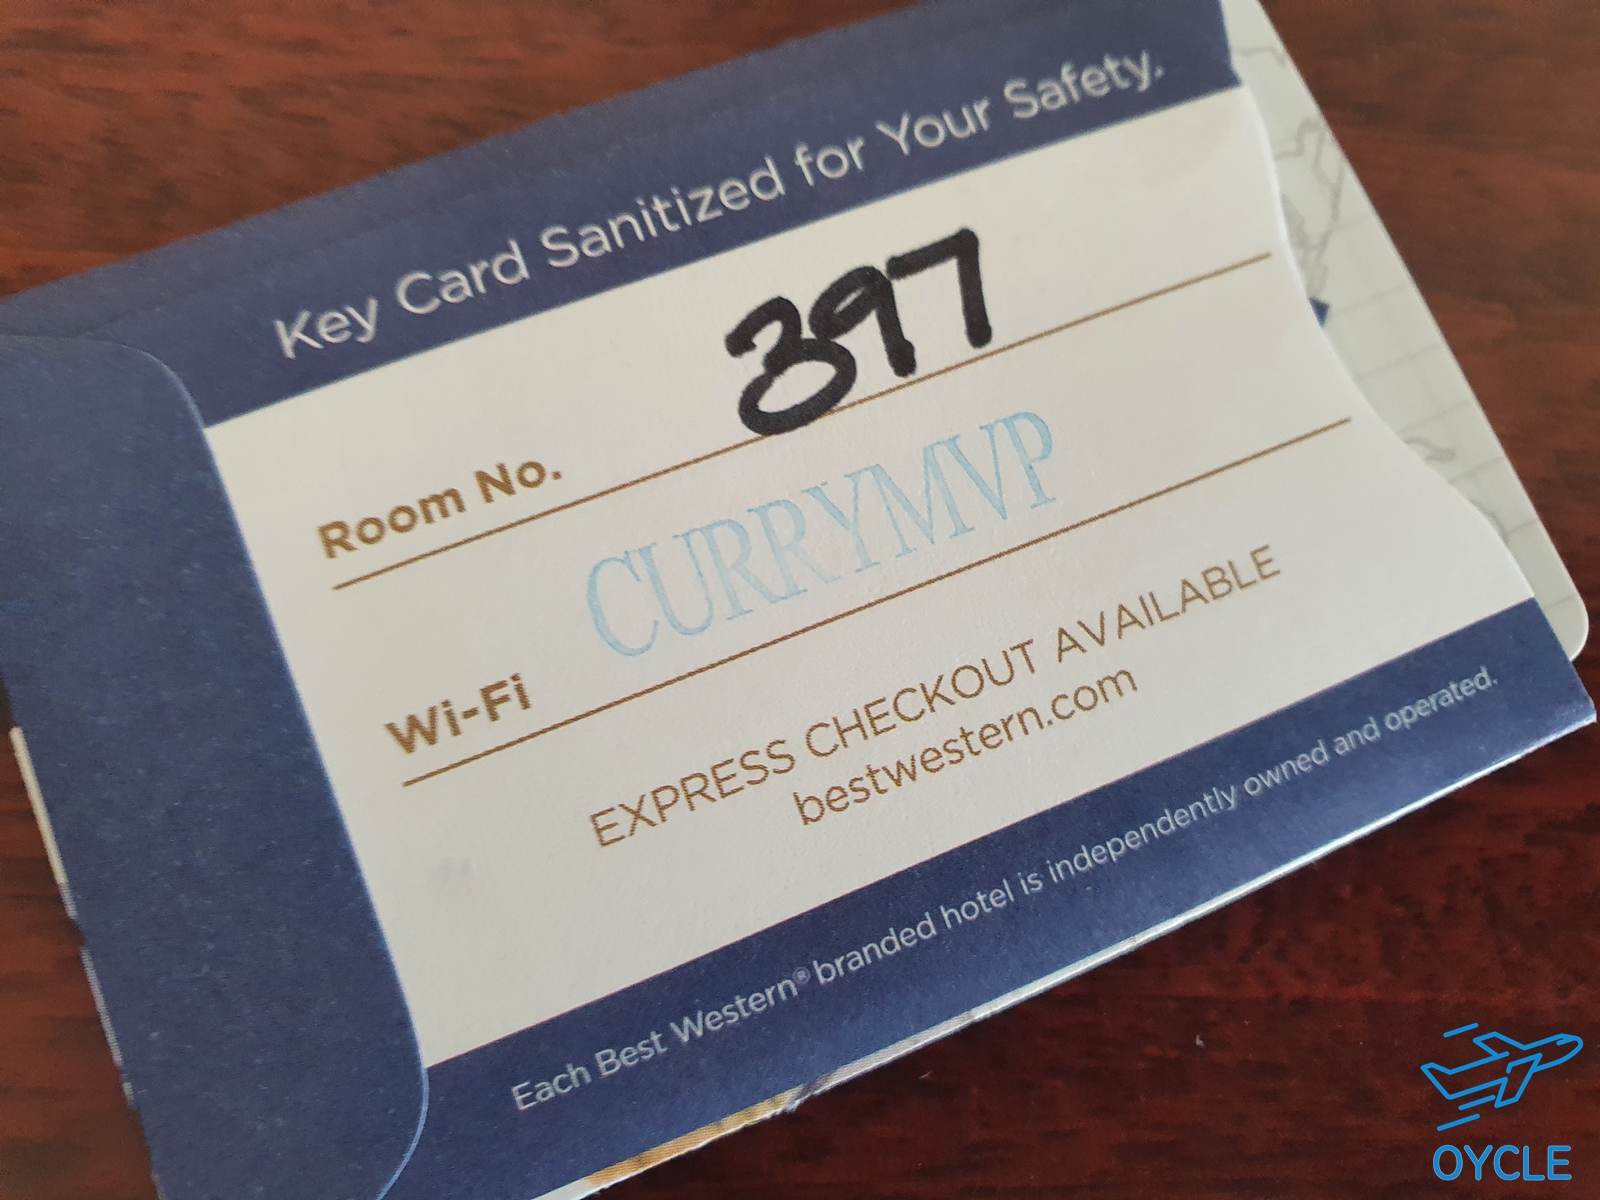 Key Card Sanitized for Your Safety.
Room No. 397
Wi-Fi CURRYMVP
EXPRESS CHECKOUT AVAILABLE
bestwestern.com
Each Best Western® branded hotel is independently owned and operated.
OYCLE